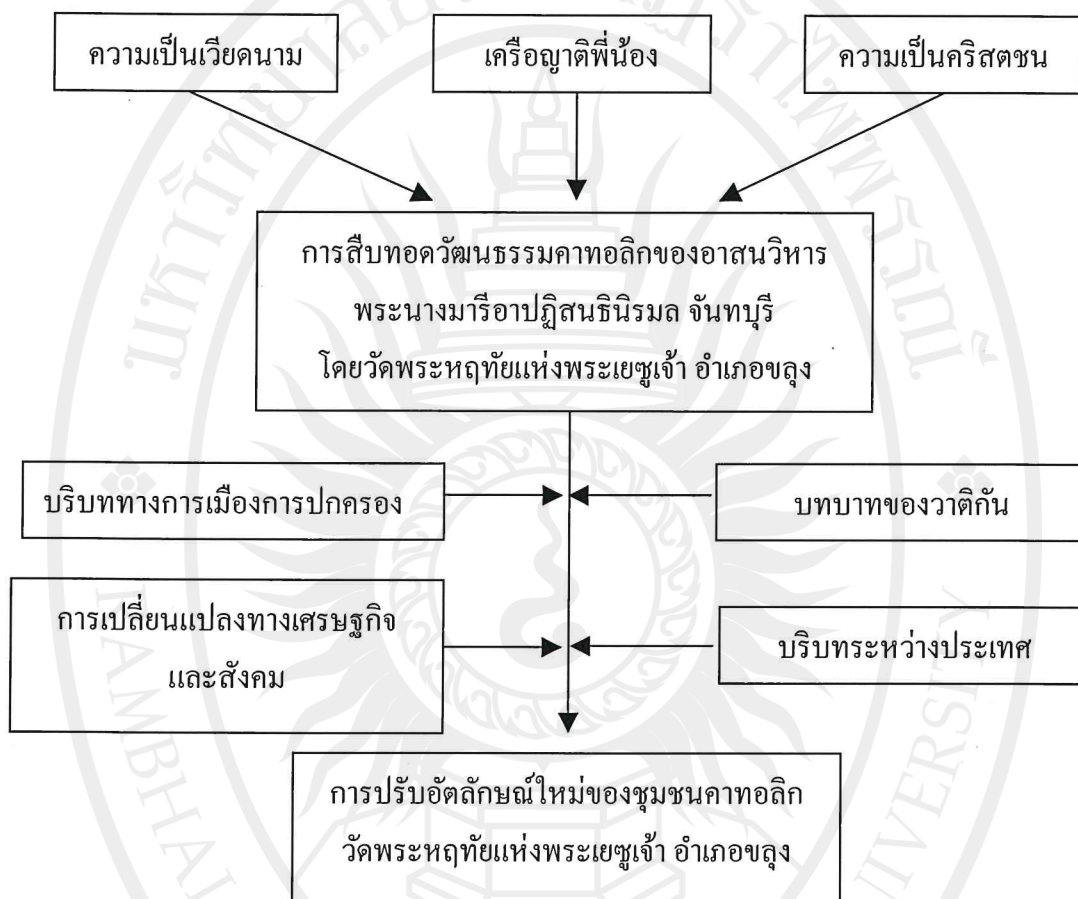 ความเป็นเวียดนาม
เครือญาติพี่น้อง
ความเป็นคริสตชน
การสืบทอดวัฒนธรรมคาทอลิกของอาสนวิหาร
พระนางมารีอาปฏิสนธินิรมล จันทบุรี
โดยวัดพระหฤทัยแห่งพระเยซูเจ้า อำเภอขลุง
บริบททางการเมืองการปกครอง
บทบาทของวาติกัน
การเปลี่ยนแปลงทางเศรษฐกิจ
และสังคม
บริบทระหว่างประเทศ
การปรับอัตลักษณ์ใหม่ของชุมชนคาทอลิก
วัดพระหฤทัยแห่งพระเยซูเจ้า อำเภอขลุง